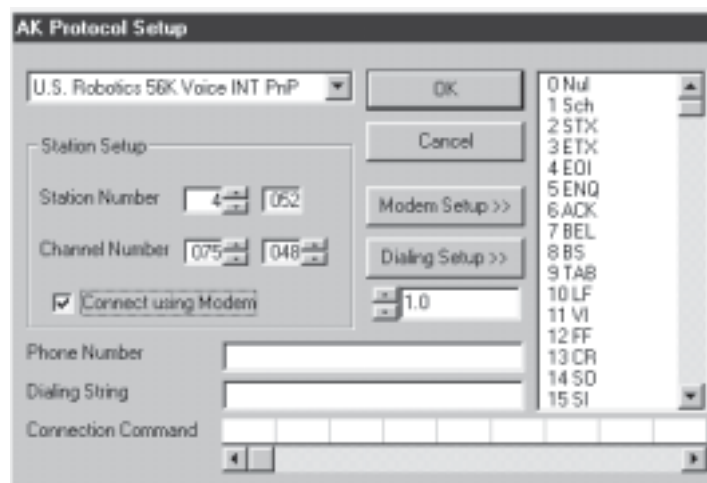 AK Protocol Setup
U.S. Robotics 56K Voice INT PnP
OK
Cancel
Station Setup
Station Number 4 052
Channel Number 075 048
Connect using Modem
Modem Setup >>
Dialing Setup >>
1.0
Phone Number
Dialing String
Connection Command
0 Nul
1 Sch
2 STX
3 ETX
4 EOI
5 ENQ
6 ACK
7 BEL
8 BS
9 TAB
10 LF
11 VI
12 FF
13 CR
14 SO
15 SI